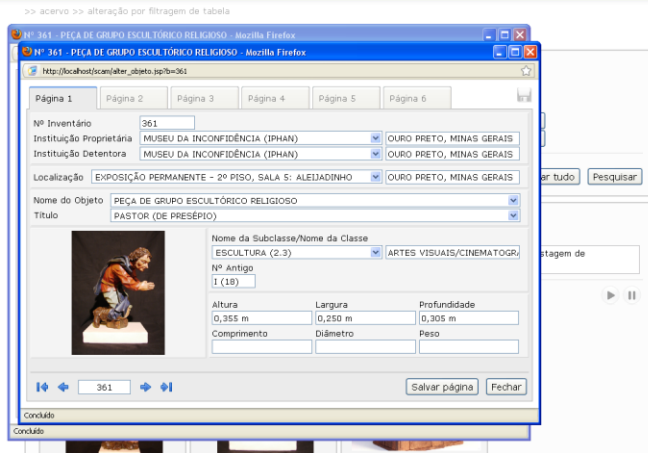 >> acervo >> alteração por filtragem de tabela
Nº 361 - PEÇA DE GRUPO ESCULTÓRICO RELIGIOSO - Mozilla Firefox
Nº 361 - PEÇA DE GRUPO ESCULTÓRICO RELIGIOSO - Mozilla Firefox
http://localhost/scam/alter_objeto.jsp?b=361
Página 1 Página 2 Página 3 Página 4 Página 5 Página 6
Nº Inventário 361
Instituição Proprietária MUSEU DA INCONFIDÊNCIA (IPHAN) OURO PRETO, MINAS GERAIS
Instituição Detentora MUSEU DA INCONFIDÊNCIA (IPHAN) OURO PRETO, MINAS GERAIS
Localização EXPOSIÇÃO PERMANENTE - 2º PISO, SALA 5: ALEIJADINHO OURO PRETO, MINAS GERAIS
ar tudo Pesquisar
Nome do Objeto PEÇA DE GRUPO ESCULTÓRICO RELIGIOSO
Título PASTOR (DE PRESÉPIO)
Nome da Subclasse/Nome da Classe
ESCULTURA (2.3) ARTES VISUAIS/CINEMATOGRÁ
stagem de
Nº Antigo
I (18)
Altura Largura Profundidade
0,355 m 0,250 m 0,305 m
Comprimento Diâmetro Peso
361 Salvar página Fechar
Concluído
Concluído